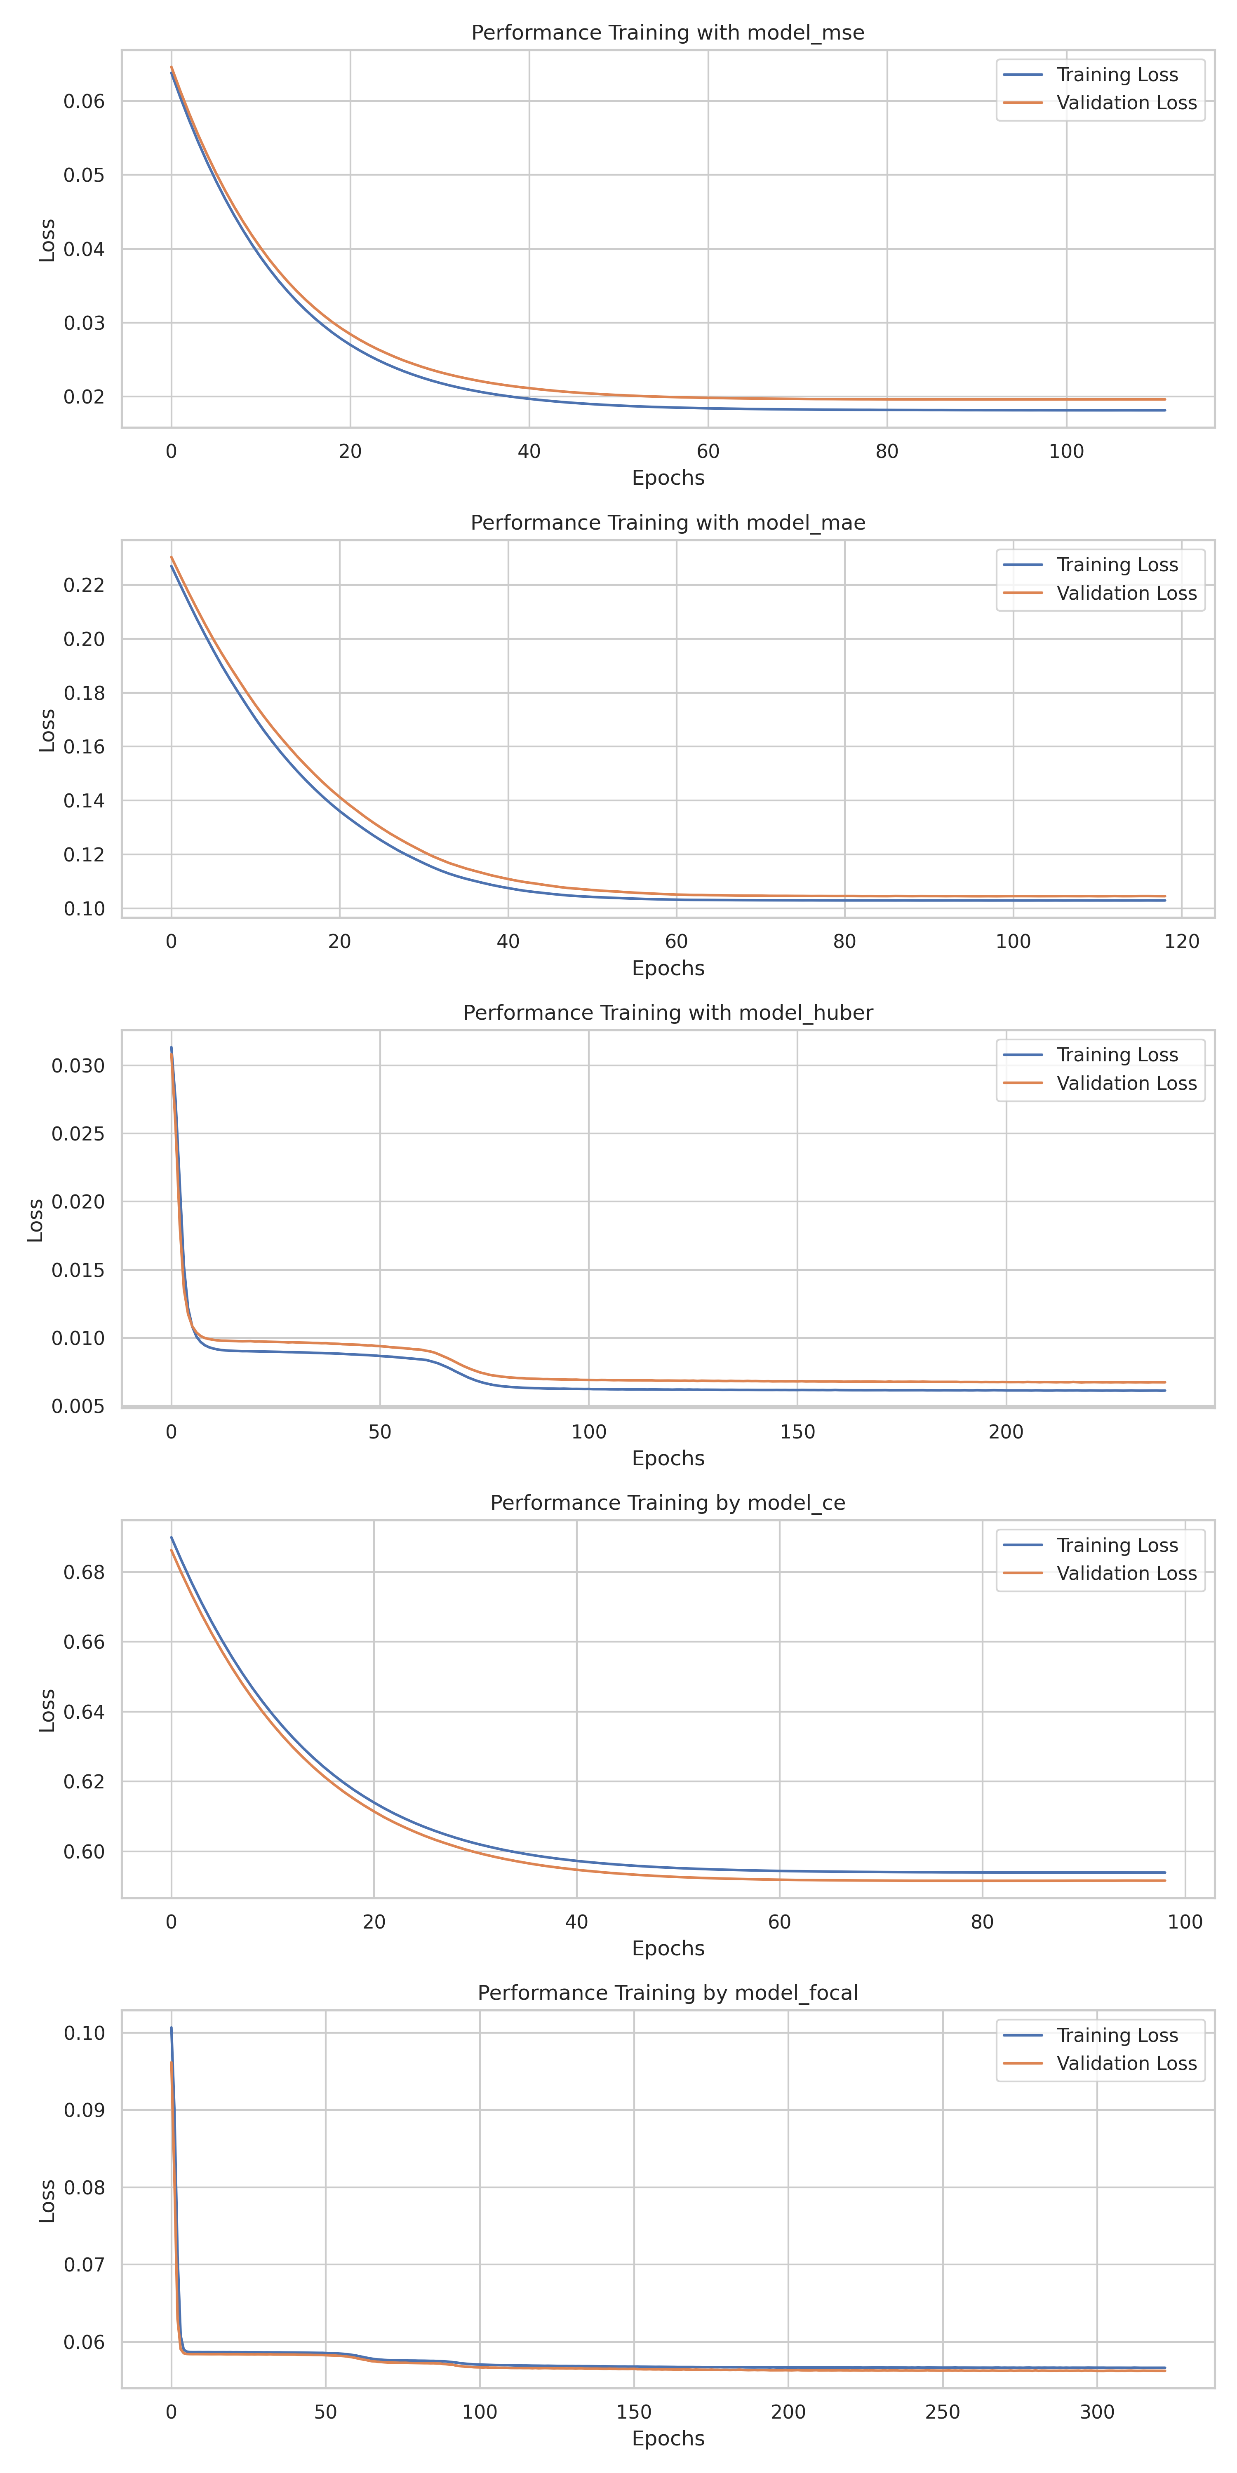 Performance Training with model_mse
Training Loss
Validation Loss
0.06
0.05
0.04
0.03
0.02
Loss
0 20 40 60 80 100
Epochs
Performance Training with model_mae
Training Loss
Validation Loss
0.22
0.20
0.18
0.16
0.14
0.12
0.10
Loss
0 20 40 60 80 100 120
Epochs
Performance Training with model_huber
Training Loss
Validation Loss
0.030
0.025
0.020
0.015
0.010
0.005
Loss
0 50 100 150 200
Epochs
Performance Training by model_ce
Training Loss
Validation Loss
0.68
0.66
0.64
0.62
0.60
Loss
0 20 40 60 80 100
Epochs
Performance Training by model_focal
Training Loss
Validation Loss
0.10
0.09
0.08
0.07
0.06
Loss
0 50 100 150 200 250 300
Epochs